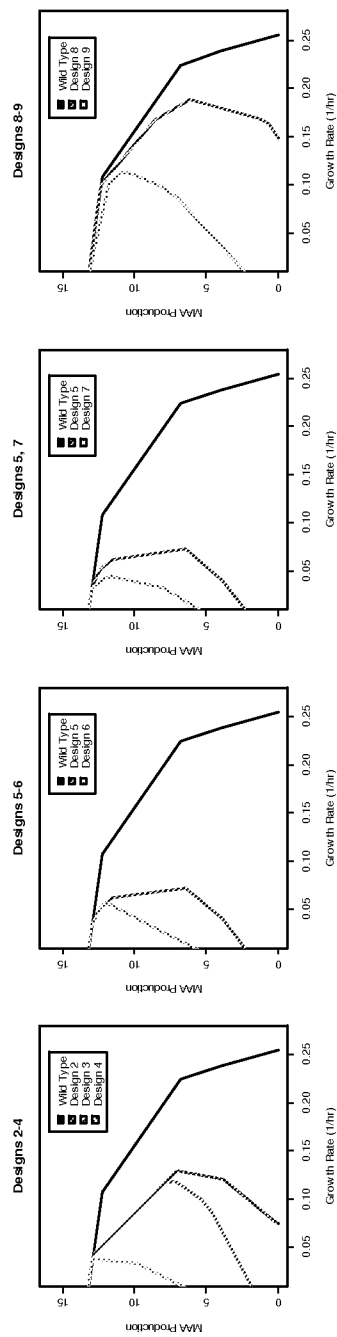 Designs 2-4
Wild Type
Design 2
Design 3
Design 4
MAA Production
15
10
5
0
0.05
0.10
0.15
0.20
0.25
Growth Rate (1/hr)
Designs 5-6
Wild Type
Design 5
Design 6
MAA Production
15
10
5
0
0.05
0.10
0.15
0.20
0.25
Growth Rate (1/hr)
Designs 5, 7
Wild Type
Design 5
Design 7
MAA Production
15
10
5
0
0.05
0.10
0.15
0.20
0.25
Growth Rate (1/hr)
Designs 8-9
Wild Type
Design 8
Design 9
MAA Production
15
10
5
0
0.05
0.10
0.15
0.20
0.25
Growth Rate (1/hr)